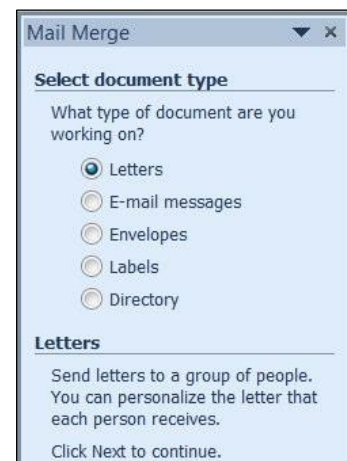 Mail Merge
Select document type
What type of document are you
working on?
Letters
E-mail messages
Envelopes
Labels
Directory
Letters
Send letters to a group of people.
You can personalize the letter that
each person receives.
Click Next to continue.